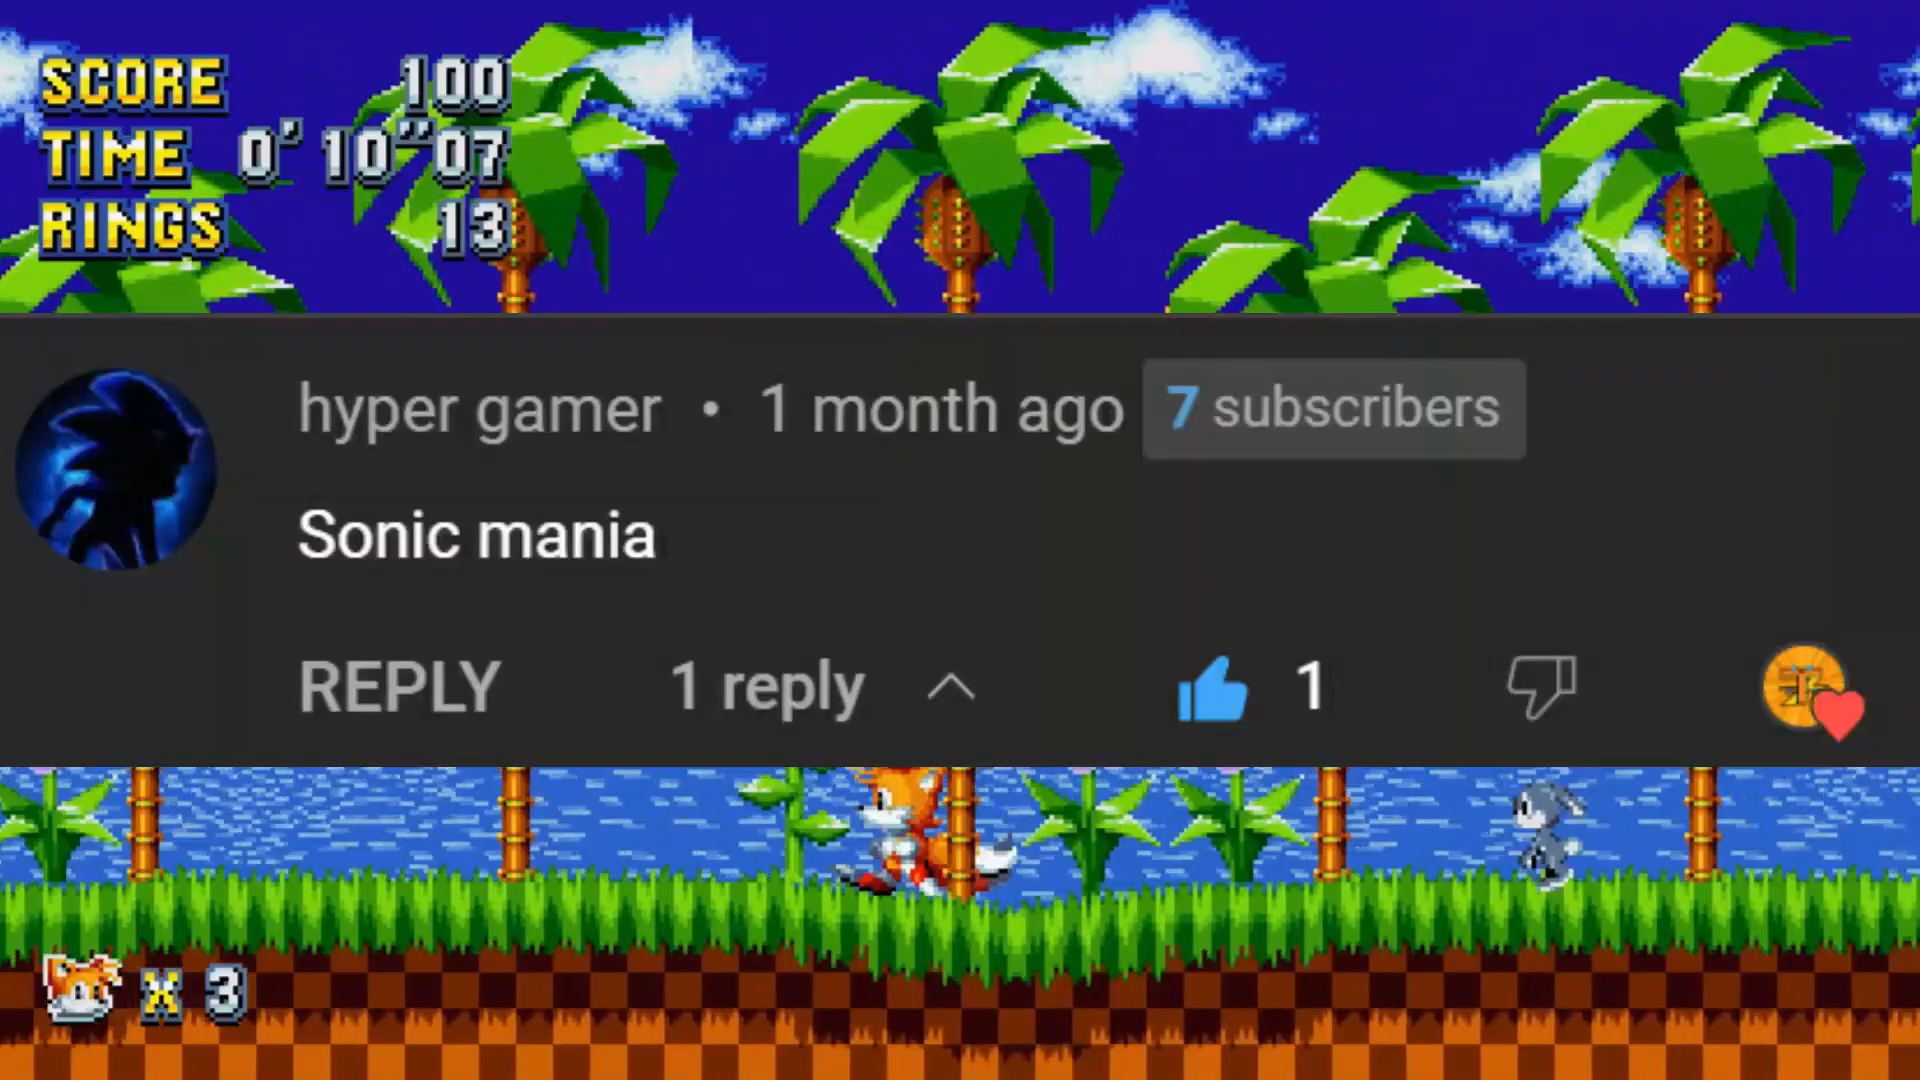 SCORE 100
TIME 0'10"07
RINGS 13
hyper gamer • 1 month ago 7 subscribers
Sonic mania
REPLY 1 reply 1
x 3